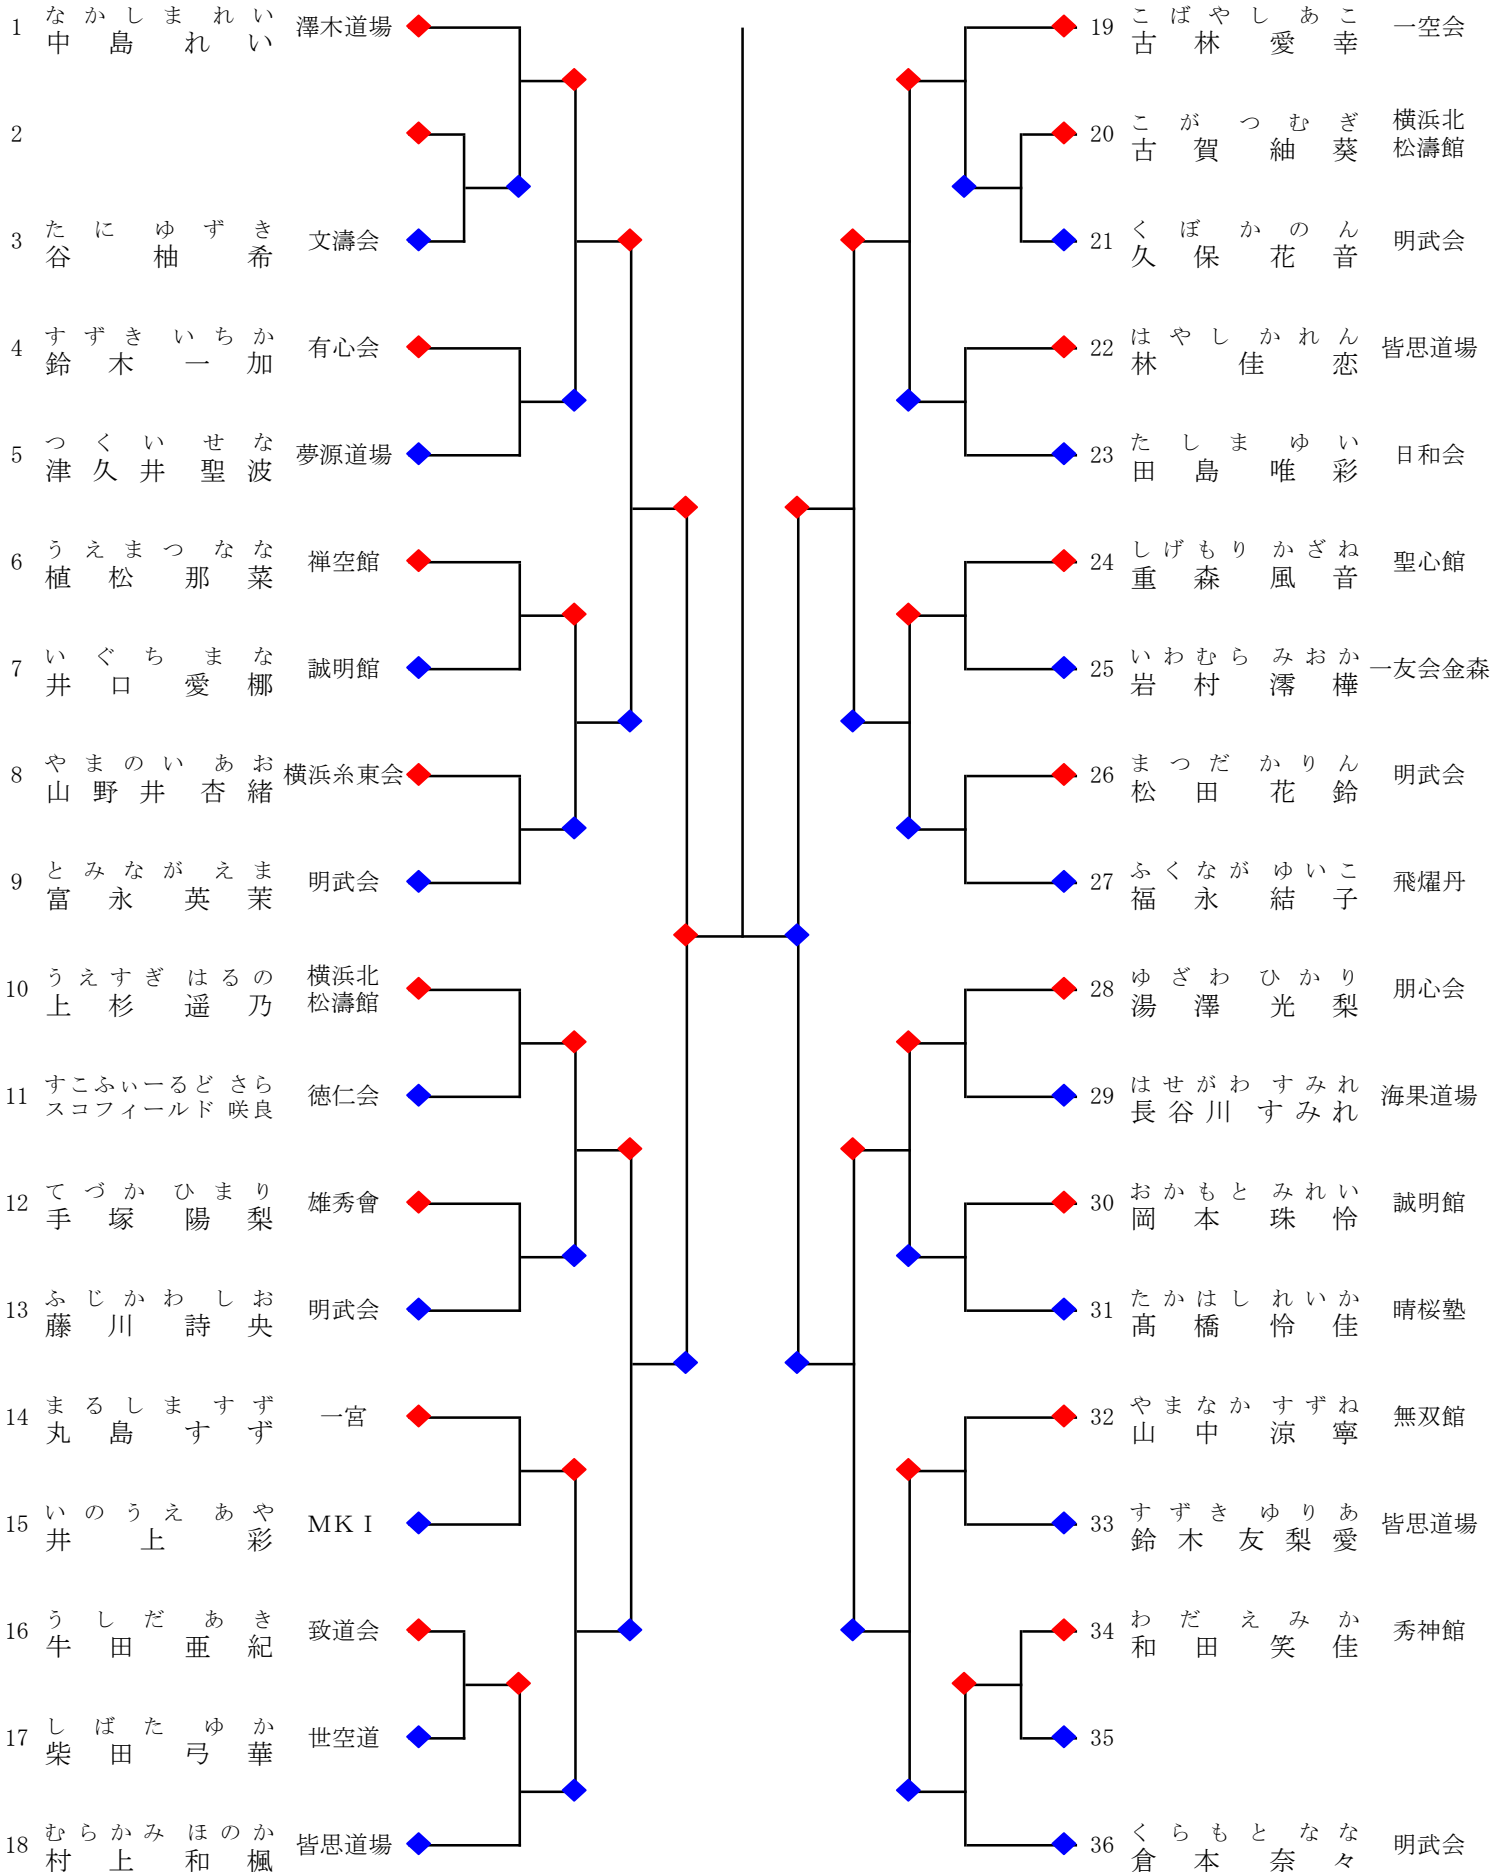 なかしま れい
1 中島 れい 澤木道場
2
たに ゆずき
3 谷 柚希 文濤会
すずき いちか
4 鈴木 一加 有心会
つくい せな
5 津久井 聖波 夢源道場
うえまつ なな
6 植松 那菜 禅空館
いぐち まな
7 井口 愛梛 誠明館
やまのい あお
8 山野井 杏緒 横浜糸東会
とみなが えま
9 富永 英茉 明武会
うえすぎ はるの 横浜北
10 上杉 遥乃 松濤館
すこふぃーるど さら
11 スコフィールド 咲良 徳仁会
てづか ひまり
12 手塚 陽梨 雄秀會
ふじかわ しお
13 藤川 詩央 明武会
まるしま すず
14 丸島 すず 一宮
いのうえ あや
15 井上 彩 MKⅠ
うしだ あき
16 牛田 亜紀 致道会
しばた ゆか
17 柴田 弓華 世空道
むらかみ ほのか
18 村上 和楓 皆思道場
こばやし あこ
19 古林 愛幸 一空会
こが つむぎ 横浜北
20 古賀 紬葵 松濤館
くぼ かのん
21 久保 花音 明武会
はやし かれん
22 林 佳恋 皆思道場
たしま ゆい
23 田島 唯彩 日和会
しげもり かざね
24 重森 風音 聖心館
いわむら みおか
25 岩村 澪樺 一友会金森
まつだ かりん
26 松田 花鈴 明武会
ふくなが ゆいこ
27 福永 結子 飛燿丹
ゆざわ ひかり
28 湯澤 光梨 朋心会
はせがわ すみれ
29 長谷川 すみれ 海果道場
おかもと みれい
30 岡本 珠怜 誠明館
たかはし れいか
31 髙橋 怜佳 晴桜塾
やまなか すずね
32 山中 涼寧 無双館
すずき ゆりあ
33 鈴木 友梨愛 皆思道場
わだ えみか
34 和田 笑佳 秀神館
35
くらもと なな
36 倉本 奈々 明武会